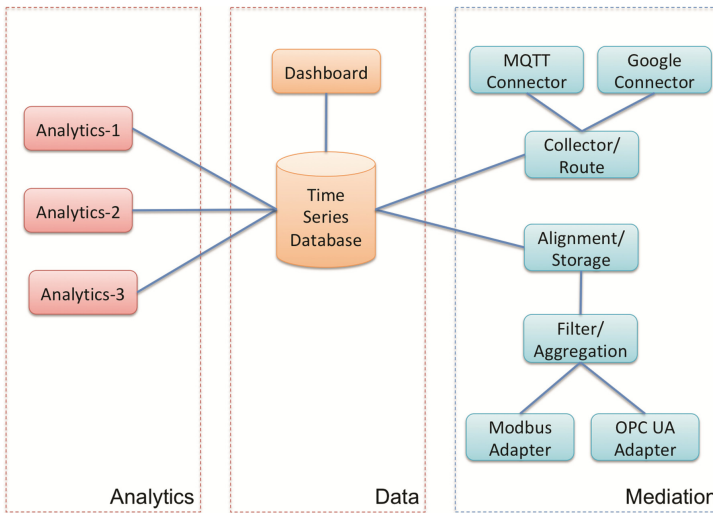 Analytics-1
Analytics-2
Analytics-3
Analytics
Dashboard
Time
Series
Database
Data
MQTT
Connector
Google
Connector
Collector/
Route
Alignment/
Storage
Filter/
Aggregation
Modbus
Adapter
OPC UA
Adapter
Mediation